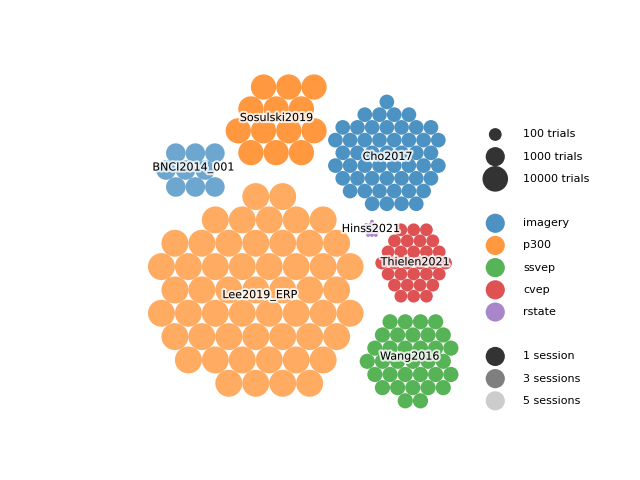 Sosulski2019
Cho2017
BNCI2014_001
Hinss2021
Thielen2021
Lee2019_ERP
Wang2016
100 trials
1000 trials
10000 trials
imagery
p300
ssvep
cvep
rstate
1 session
3 sessions
5 sessions